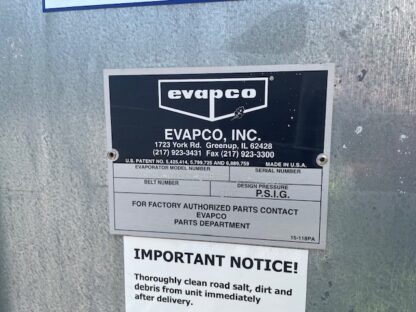 evapco
EVAPCO, INC.
1723 York Rd. Greenup, IL 62428
(217) 923-3431 Fax (217) 923-3300
U.S. PATENT NO. 5,425,414, 5,799,725 AND 6,889,759 MADE IN U.S.A.
EVAPORATOR MODEL NUMBER SERIAL NUMBER
BELT NUMBER DESIGN PRESSURE
P.S.I.G.
FOR FACTORY AUTHORIZED PARTS CONTACT
EVAPCO
PARTS DEPARTMENT
15-118PA
IMPORTANT NOTICE!
Thoroughly clean road salt, dirt and
debris from unit immediately
after delivery.